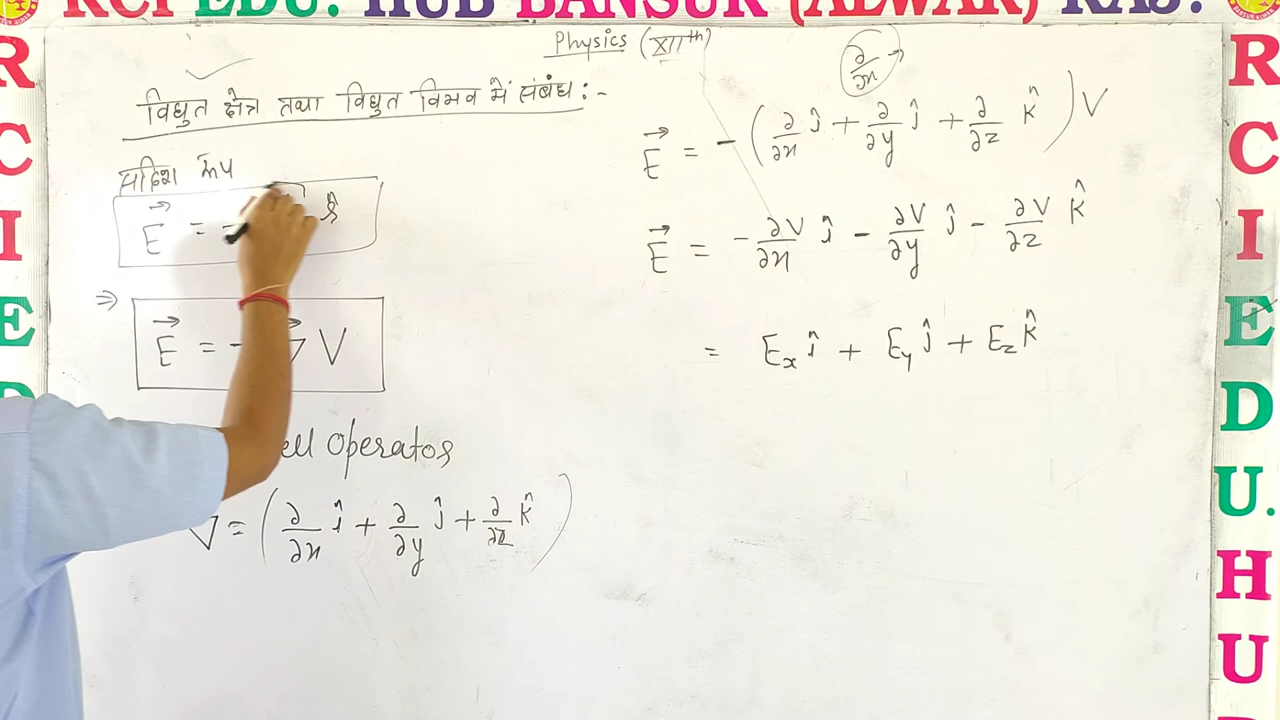 RCI EDU. HUB BANSUR (ALWAR) RAJ.
Physics (XIIth)
विधुत क्षेत्र तथा विधुत विभव में संबंध :-
सदिश रूप
E⃗ = -
⇒ E⃗ = - ∇⃗ V
ell Operator
∇ = (∂/∂x î + ∂/∂y ĵ + ∂/∂z k̂)
∂/∂x →
E⃗ = - (∂/∂x î + ∂/∂y ĵ + ∂/∂z k̂) V
E⃗ = - ∂V/∂x î - ∂V/∂y ĵ - ∂V/∂z k̂
= Ex î + Ey ĵ + Ez k̂
R
C
I
E
D
R
C
I
E
D
U.
H
U